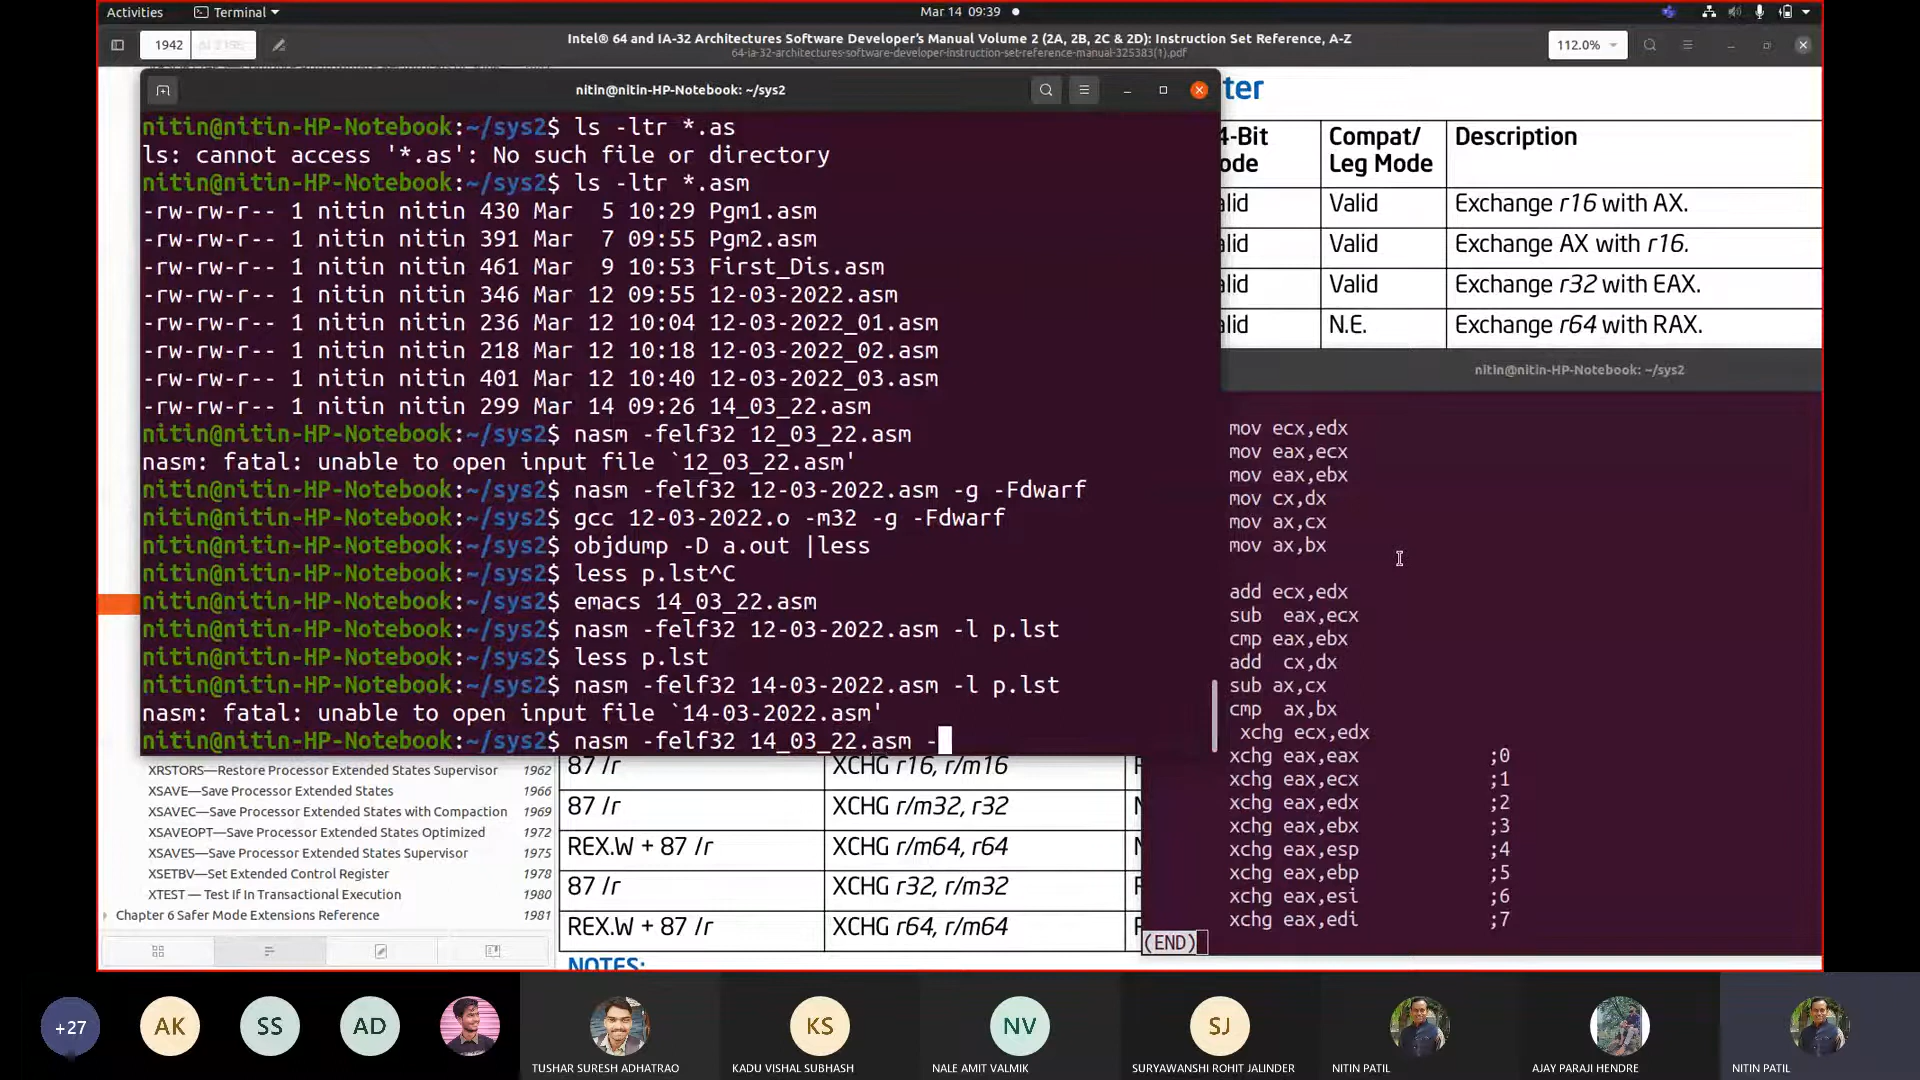 Activities
Terminal
Mar 14 09:39
1942
Intel® 64 and IA-32 Architectures Software Developer's Manual Volume 2 (2A, 2B, 2C & 2D): Instruction Set Reference, A-Z
64-ia-32-architectures-software-developer-instruction-set-reference-manual-325383(1).pdf
112.0%
nitin@nitin-HP-Notebook: ~/sys2
nitin@nitin-HP-Notebook:~/sys2$ ls -ltr *.as
ls: cannot access '*.as': No such file or directory
nitin@nitin-HP-Notebook:~/sys2$ ls -ltr *.asm
-rw-rw-r-- 1 nitin nitin 430 Mar  5 10:29 Pgm1.asm
-rw-rw-r-- 1 nitin nitin 391 Mar  7 09:55 Pgm2.asm
-rw-rw-r-- 1 nitin nitin 461 Mar  9 10:53 First_Dis.asm
-rw-rw-r-- 1 nitin nitin 346 Mar 12 09:55 12-03-2022.asm
-rw-rw-r-- 1 nitin nitin 236 Mar 12 10:04 12-03-2022_01.asm
-rw-rw-r-- 1 nitin nitin 218 Mar 12 10:18 12-03-2022_02.asm
-rw-rw-r-- 1 nitin nitin 401 Mar 12 10:40 12-03-2022_03.asm
-rw-rw-r-- 1 nitin nitin 299 Mar 14 09:26 14_03_22.asm
nitin@nitin-HP-Notebook:~/sys2$ nasm -felf32 12_03_22.asm
nasm: fatal: unable to open input file `12_03_22.asm'
nitin@nitin-HP-Notebook:~/sys2$ nasm -felf32 12-03-2022.asm -g -Fdwarf
nitin@nitin-HP-Notebook:~/sys2$ gcc 12-03-2022.o -m32 -g -Fdwarf
nitin@nitin-HP-Notebook:~/sys2$ objdump -D a.out |less
nitin@nitin-HP-Notebook:~/sys2$ less p.lst^C
nitin@nitin-HP-Notebook:~/sys2$ emacs 14_03_22.asm
nitin@nitin-HP-Notebook:~/sys2$ nasm -felf32 12-03-2022.asm -l p.lst
nitin@nitin-HP-Notebook:~/sys2$ less p.lst
nitin@nitin-HP-Notebook:~/sys2$ nasm -felf32 14-03-2022.asm -l p.lst
nasm: fatal: unable to open input file `14-03-2022.asm'
nitin@nitin-HP-Notebook:~/sys2$ nasm -felf32 14_03_22.asm -
ter
4-Bit
ode
Compat/
Leg Mode
Description
alid Valid Exchange r16 with AX.
alid Valid Exchange AX with r16.
alid Valid Exchange r32 with EAX.
alid N.E. Exchange r64 with RAX.
nitin@nitin-HP-Notebook: ~/sys2
mov ecx,edx
mov eax,ecx
mov eax,ebx
mov cx,dx
mov ax,cx
mov ax,bx
add ecx,edx
sub  eax,ecx
cmp eax,ebx
add  cx,dx
sub ax,cx
cmp  ax,bx
xchg ecx,edx
xchg eax,eax ;0
xchg eax,ecx ;1
xchg eax,edx ;2
xchg eax,ebx ;3
xchg eax,esp ;4
xchg eax,ebp ;5
xchg eax,esi ;6
xchg eax,edi ;7
(END)
XRSTORS—Restore Processor Extended States Supervisor 1962
XSAVE—Save Processor Extended States 1966
XSAVEC—Save Processor Extended States with Compaction 1969
XSAVEOPT—Save Processor Extended States Optimized 1972
XSAVES—Save Processor Extended States Supervisor 1975
XSETBV—Set Extended Control Register 1978
XTEST — Test If In Transactional Execution 1980
Chapter 6 Safer Mode Extensions Reference 1981
87 /r XCHG r16, r/m16
87 /r XCHG r/m32, r32
REX.W + 87 /r XCHG r/m64, r64
87 /r XCHG r32, r/m32
REX.W + 87 /r XCHG r64, r/m64
NOTES:
+27
AK
SS
AD
KS
NV
SJ
TUSHAR SURESH ADHATRAO
KADU VISHAL SUBHASH
NALE AMIT VALMIK
SURYAWANSHI ROHIT JALINDER
NITIN PATIL
AJAY PARAJI HENDRE
NITIN PATIL